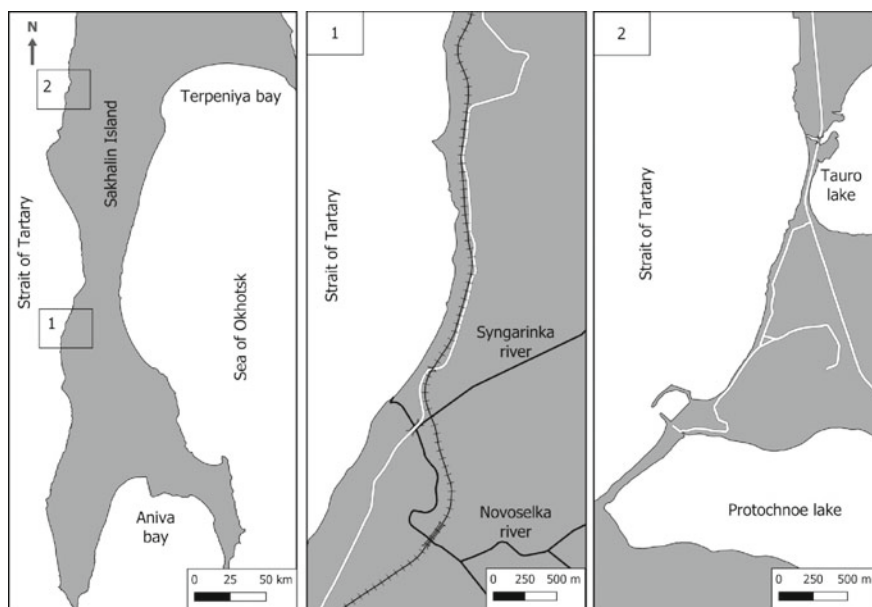 N
2
1
Terpeniya bay
Sakhalin Island
Strait of Tartary
Sea of Okhotsk
Aniva
bay
0 25 50 km
1
Strait of Tartary
Syngarinka
river
Novoselka
river
0 250 500 m
2
Tauro
lake
Strait of Tartary
Protochnoe lake
0 250 500 m